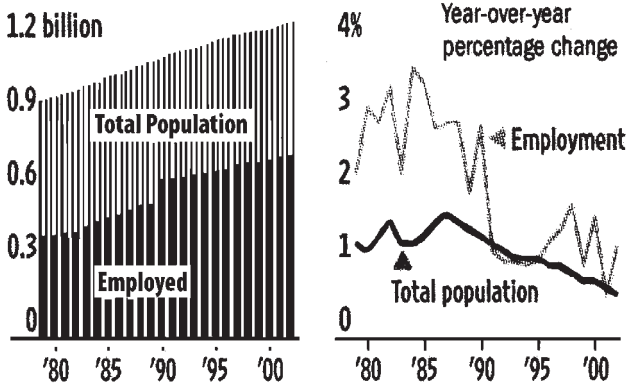 1.2 billion
0.9
Total Population
0.6
0.3
Employed
0
'80 '85 '90 '95 '00
4%
Year-over-year
percentage change
3
Employment
2
1
Total population
0
'80 '85 '90 '95 '00